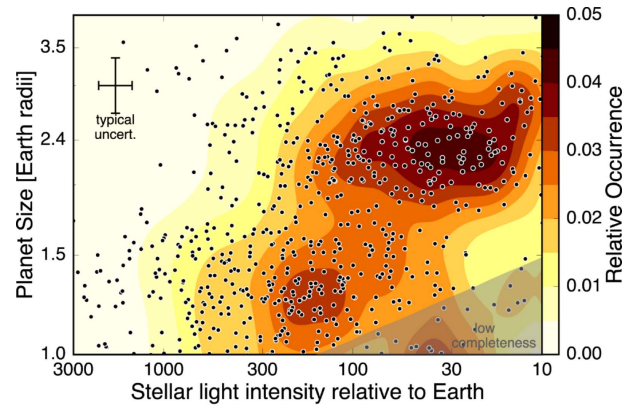 3.5
2.4
1.5
1.0
Planet Size [Earth radii]
typical
uncert.
low
completeness
3000
1000
300
100
30
10
Stellar light intensity relative to Earth
0.05
0.04
0.03
0.02
0.01
0.00
Relative Occurrence